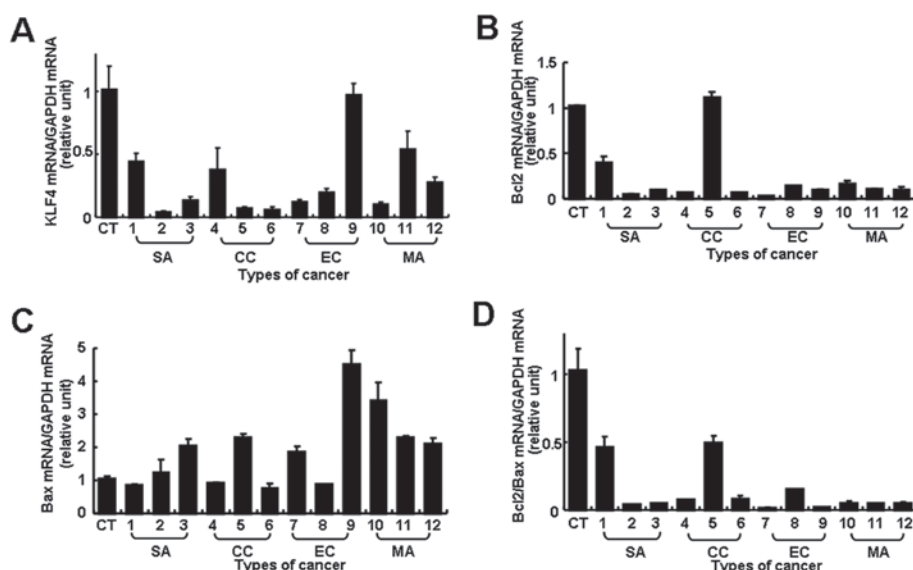 A
KLF4 mRNA/GAPDH mRNA
(relative unit)
1
0.5
0
CT 1 2 3 4 5 6 7 8 9 10 11 12
SA CC EC MA
Types of cancer
B
Bcl2 mRNA/GAPDH mRNA
(relative unit)
1.5
1
0.5
0
CT 1 2 3 4 5 6 7 8 9 10 11 12
SA CC EC MA
Types of cancer
C
Bax mRNA/GAPDH mRNA
(relative unit)
5
4
3
2
1
0
CT 1 2 3 4 5 6 7 8 9 10 11 12
SA CC EC MA
Types of cancer
D
Bcl2/Bax mRNA/GAPDH mRNA
(relative unit)
1
0.5
0
CT 1 2 3 4 5 6 7 8 9 10 11 12
SA CC EC MA
Types of cancer